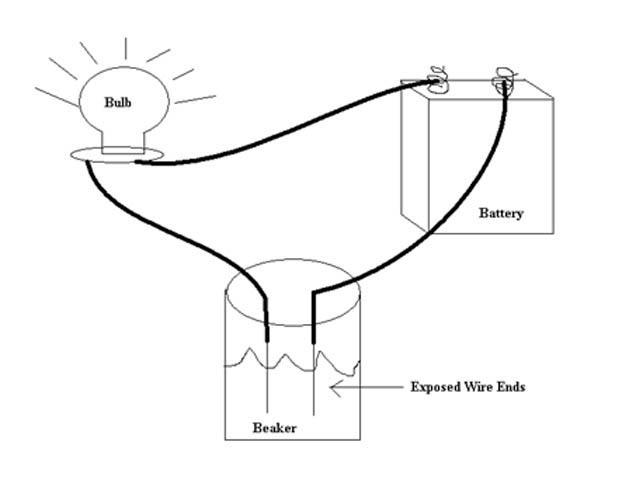 Bulb
Battery
Exposed Wire Ends
Beaker